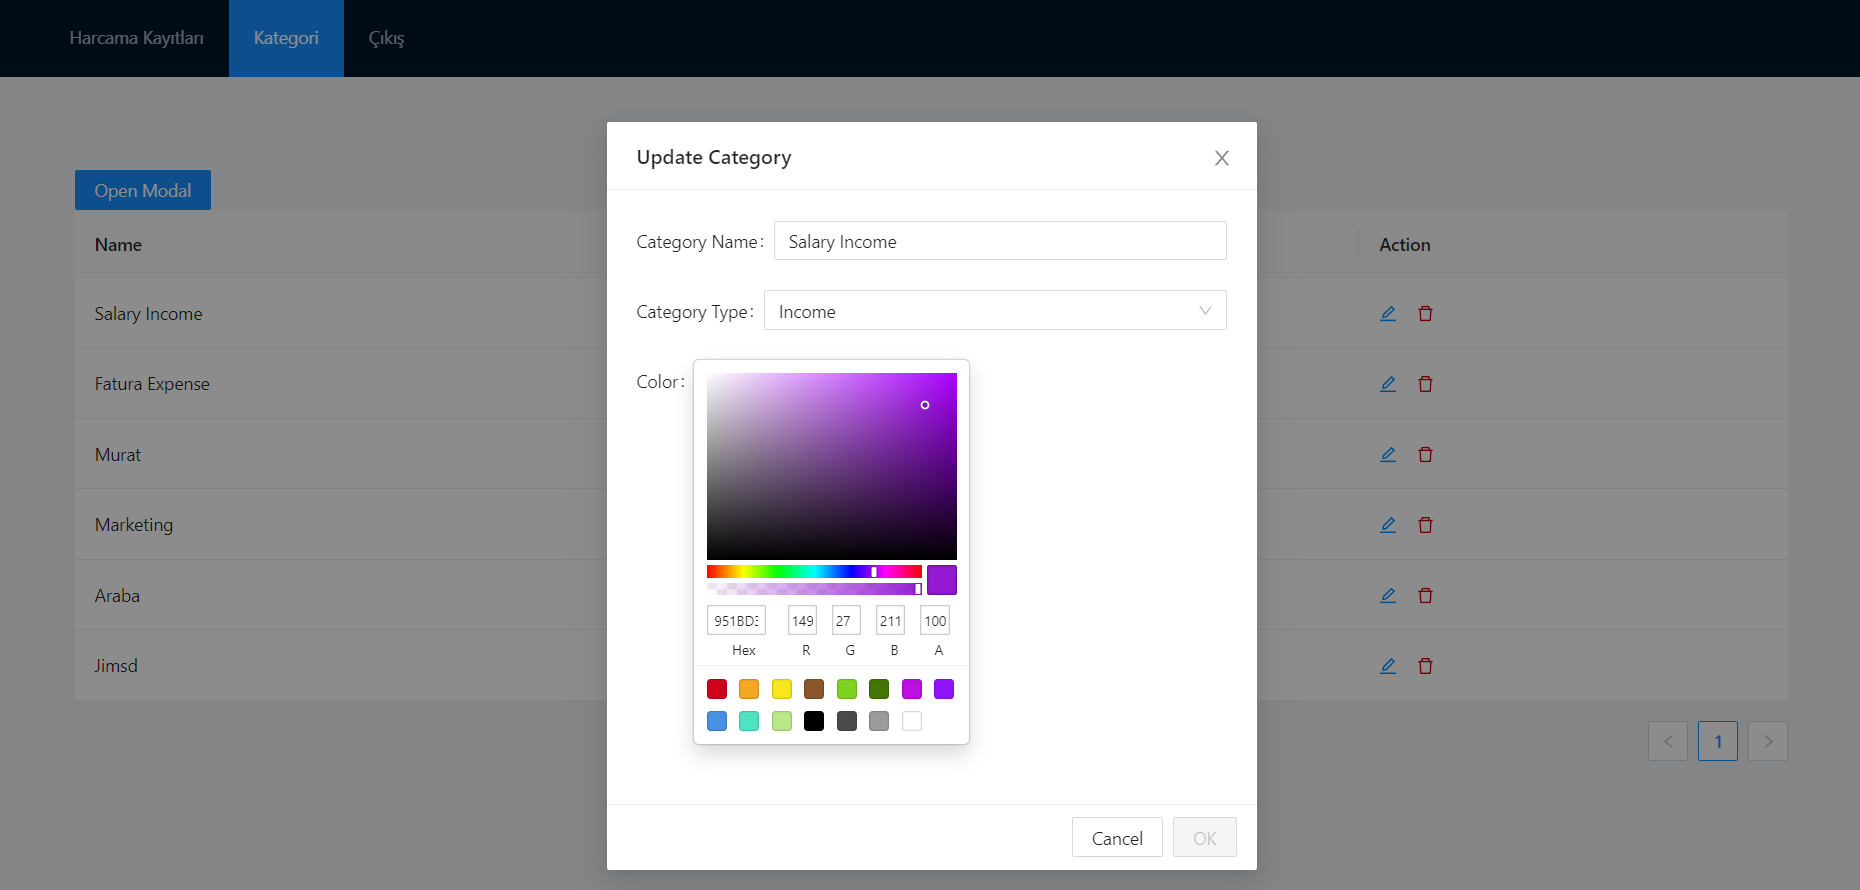 Harcama Kayıtları Kategori Çıkış
Update Category
Open Modal
Name
Action
Category Name: Salary Income
Salary Income
Category Type: Income
Fatura Expense
Color:
Murat
Marketing
Araba
951BD3 149 27 211 100
Hex R G B A
Jimsd
1
Cancel OK